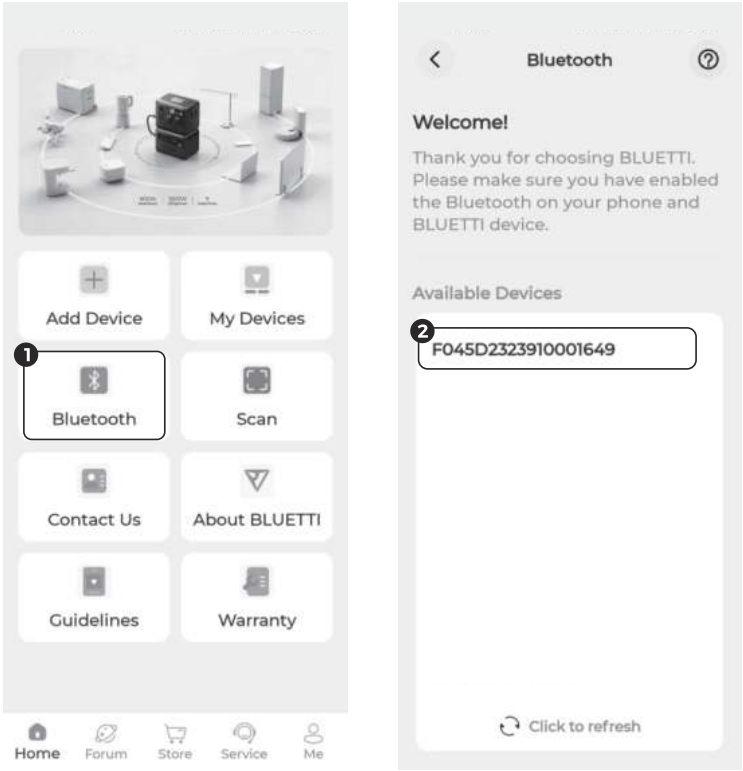 Add Device
My Devices
1
Bluetooth
Scan
Contact Us
About BLUETTI
Guidelines
Warranty
Home
Forum
Store
Service
Me
Bluetooth
?
Welcome!
Thank you for choosing BLUETTI.
Please make sure you have enabled
the Bluetooth on your phone and
BLUETTI device.
Available Devices
2
F045D2323910001649
Click to refresh